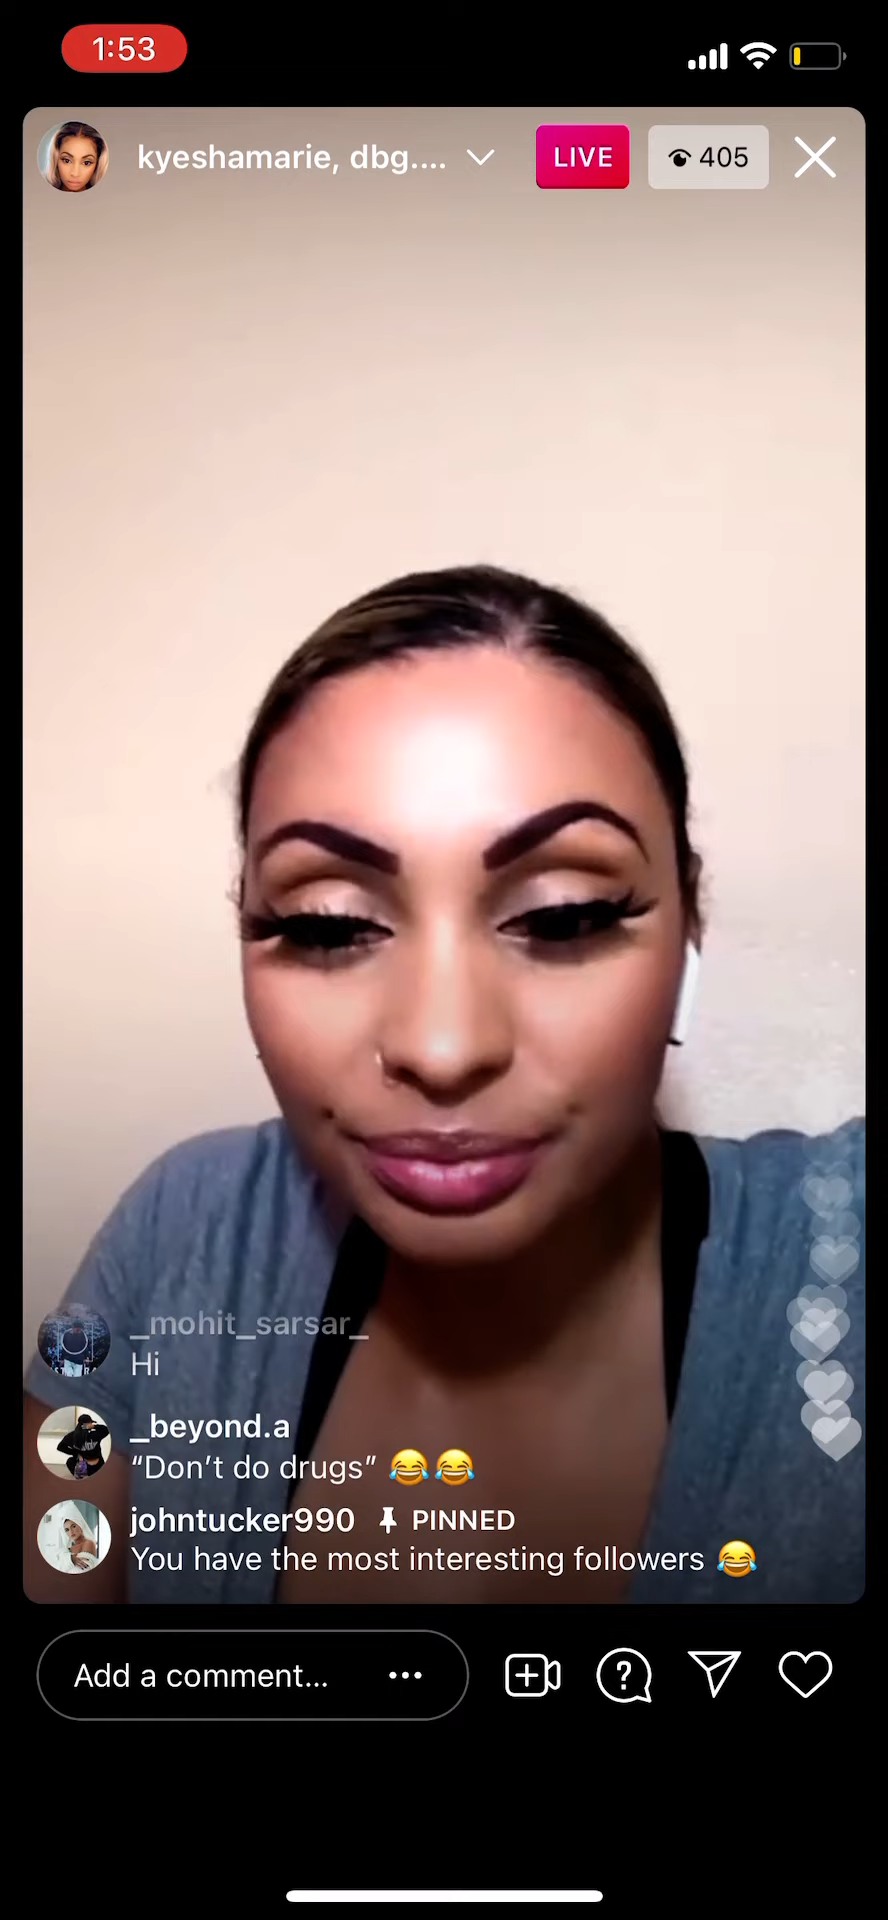 1:53
kyeshamarie, dbg....
LIVE
405
_mohit_sarsar_
Hi
_beyond.a
“Don’t do drugs” 😂😂
johntucker990 PINNED
You have the most interesting followers 😂
Add a comment...